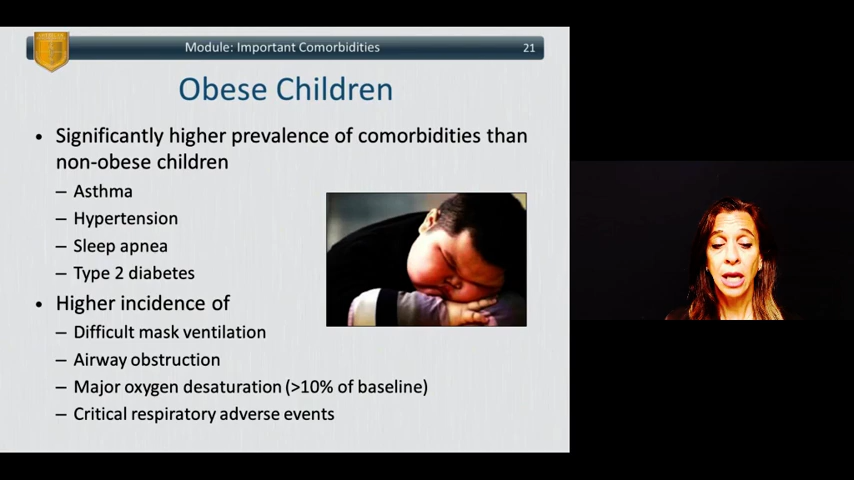 Module: Important Comorbidities 21
Obese Children
• Significantly higher prevalence of comorbidities than
non-obese children
– Asthma
– Hypertension
– Sleep apnea
– Type 2 diabetes
• Higher incidence of
– Difficult mask ventilation
– Airway obstruction
– Major oxygen desaturation (>10% of baseline)
– Critical respiratory adverse events